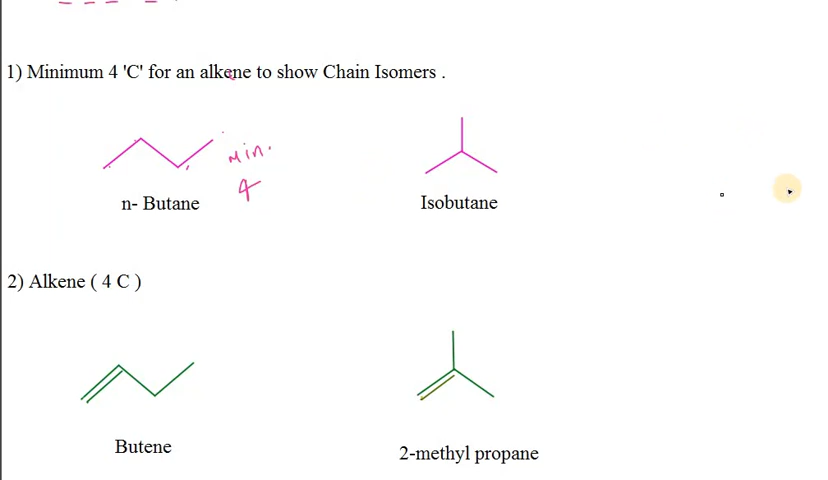 1) Minimum 4 'C' for an alkane to show Chain Isomers .
Min.
4
n- Butane
Isobutane
2) Alkene ( 4 C )
Butene
2-methyl propane